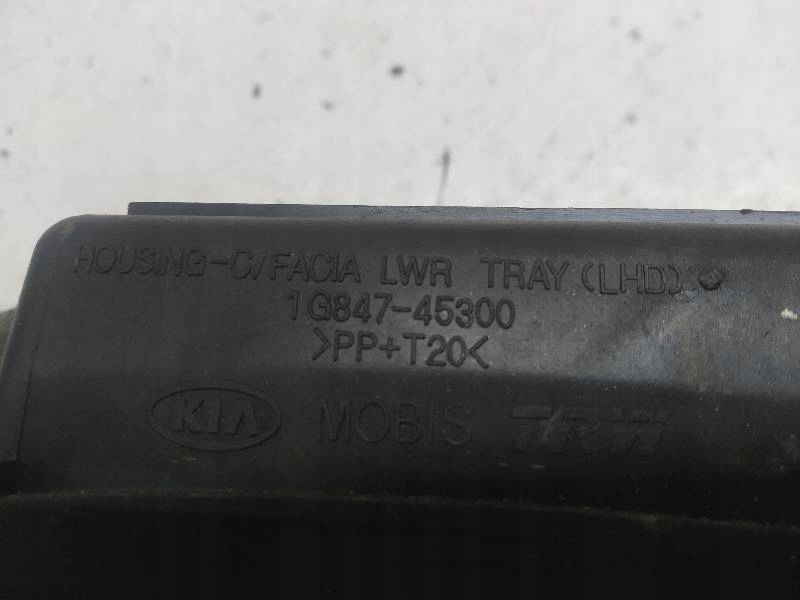 HOUSING-C/FACIA LWR TRAY (LHD)
1G847-45300
>PP+T20<
KIA MOBIS TRW